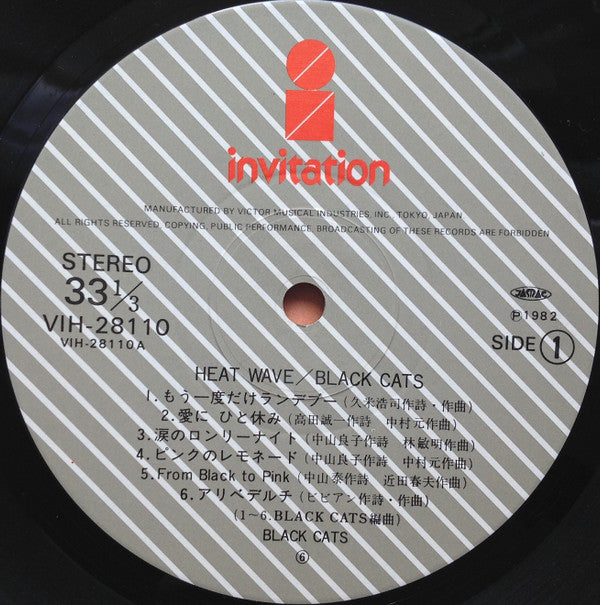 invitation
MANUFACTURED BY VICTOR MUSICAL INDUSTRIES, INC., TOKYO, JAPAN
ALL RIGHTS RESERVED, COPYING, PUBLIC PERFORMANCE, BROADCASTING OF THESE RECORDS ARE FORBIDDEN
STEREO
33 1/3
VIH-28110
VIH-28110A
JASRAC
Ⓟ1982
SIDE 1
HEAT WAVE/BLACK CATS
1.もう一度だけランデブー(久米浩司作詩・作曲)
2.愛に ひと休み(高田誠一作詩 中村元作曲)
3.涙のロンリーナイト(中山良子作詩 林敏明作曲)
4.ピンクのレモネード(中山良子作詩 中村元作曲)
5.From Black to Pink(中山泰作詩 近田春夫作曲)
6.アリベデルチ(ビビアン作詩・作曲)
(1~6.BLACK CATS編曲)
BLACK CATS
⑥